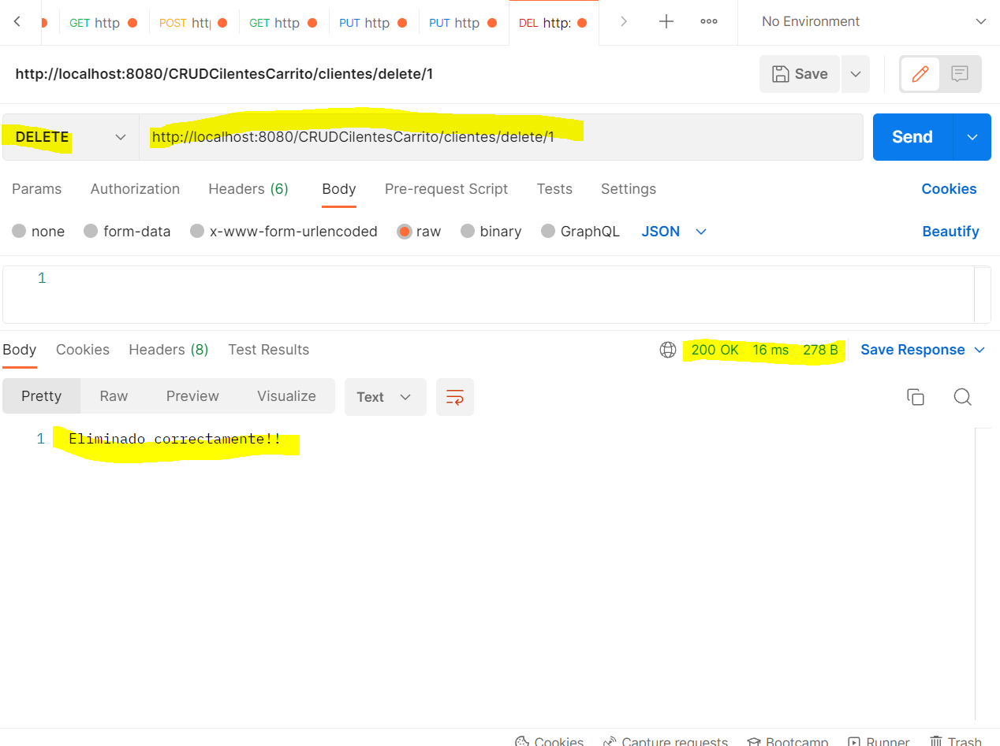 GET http POST http GET http PUT http PUT http DEL http: No Environment
http://localhost:8080/CRUDCilentesCarrito/clientes/delete/1 Save
DELETE http://localhost:8080/CRUDCilentesCarrito/clientes/delete/1 Send
Params Authorization Headers (6) Body Pre-request Script Tests Settings Cookies
none form-data x-www-form-urlencoded raw binary GraphQL JSON Beautify
1
Body Cookies Headers (8) Test Results 200 OK 16 ms 278 B Save Response
Pretty Raw Preview Visualize Text
1 Eliminado correctamente!!
Cookies Capture requests Bootcamp Runner Trash